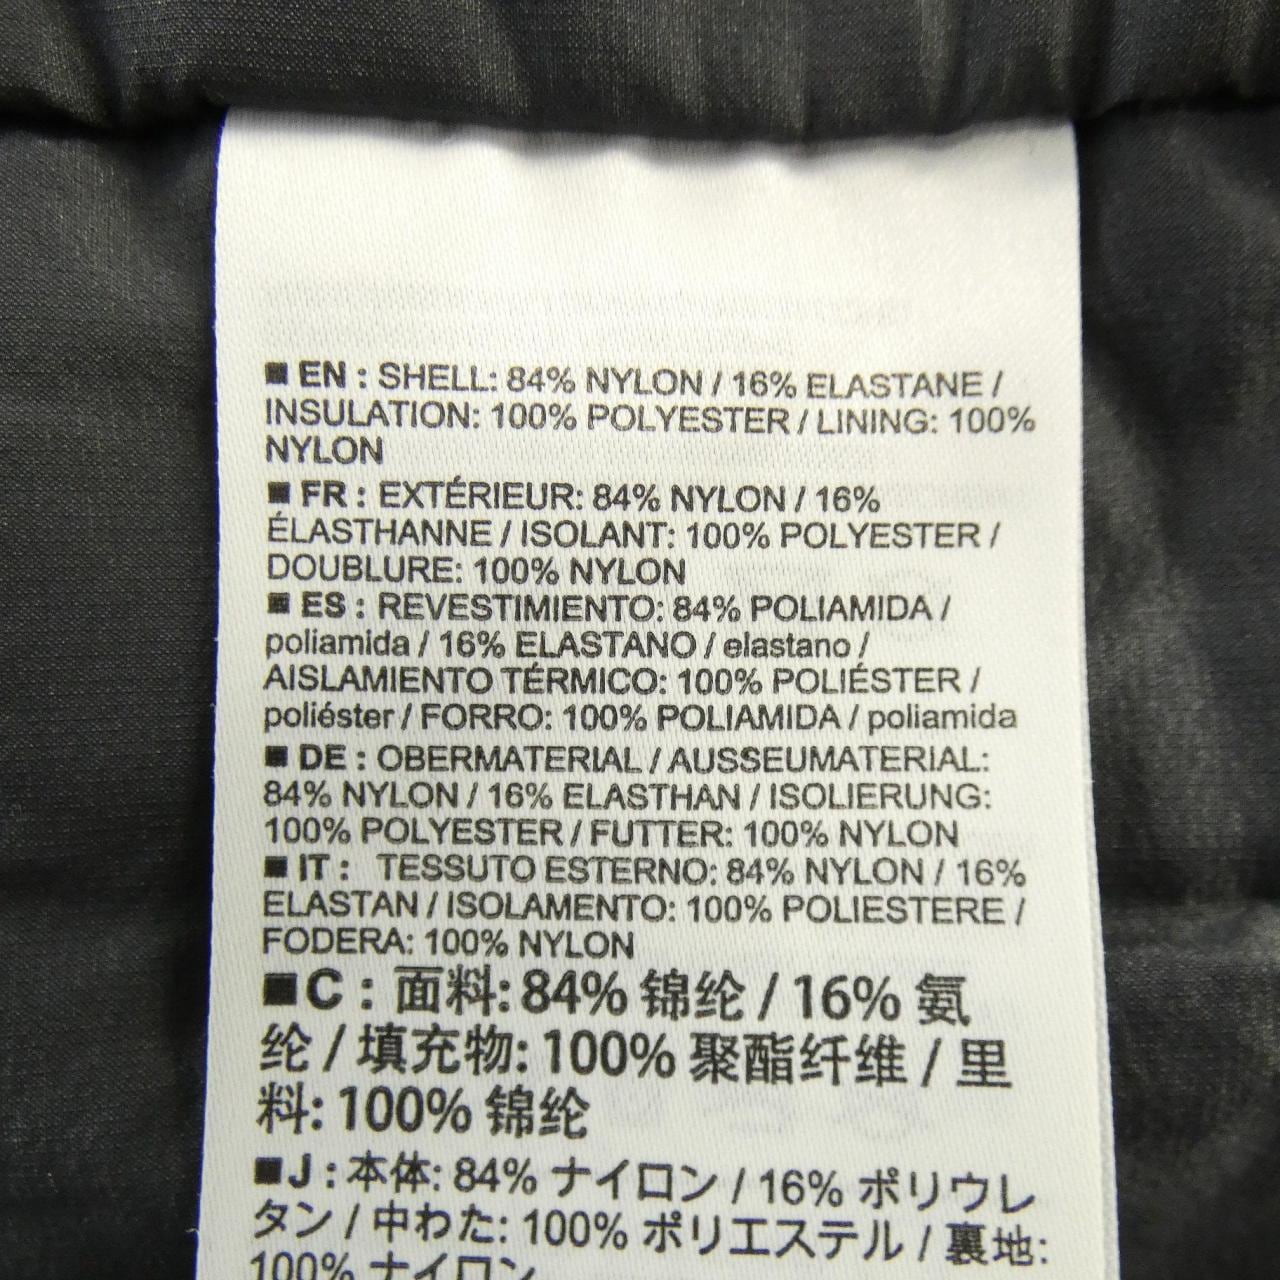 ■ EN : SHELL: 84% NYLON / 16% ELASTANE /
INSULATION: 100% POLYESTER / LINING: 100%
NYLON
■ FR : EXTÉRIEUR: 84% NYLON / 16%
ÉLASTHANNE / ISOLANT: 100% POLYESTER /
DOUBLURE: 100% NYLON
■ ES : REVESTIMIENTO: 84% POLIAMIDA /
poliamida / 16% ELASTANO / elastano /
AISLAMIENTO TÉRMICO: 100% POLIÉSTER /
poliéster / FORRO: 100% POLIAMIDA / poliamida
■ DE : OBERMATERIAL / AUSSEUMATERIAL:
84% NYLON / 16% ELASTHAN / ISOLIERUNG:
100% POLYESTER / FUTTER: 100% NYLON
■ IT : TESSUTO ESTERNO: 84% NYLON / 16%
ELASTAN / ISOLAMENTO: 100% POLIESTERE /
FODERA: 100% NYLON
■ C : 面料: 84% 锦纶 / 16% 氨
纶 / 填充物: 100% 聚酯纤维 / 里
料: 100% 锦纶
■ J : 本体: 84% ナイロン / 16% ポリウレ
タン / 中わた: 100% ポリエステル / 裏地:
100% ナイロン